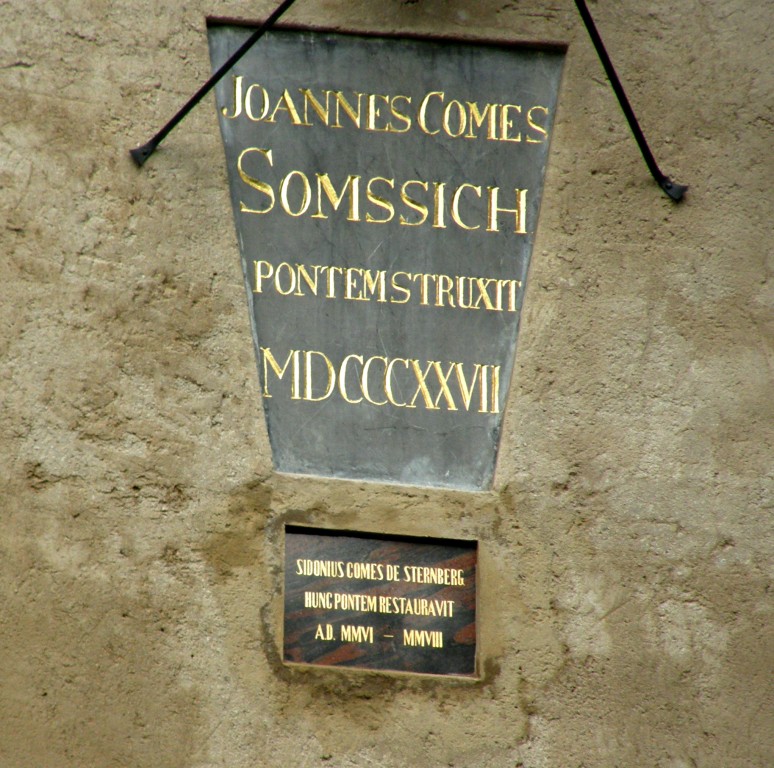 JOANNES COMES
SOMSSICH
PONTEM STRUXIT
MDCCCXXVII
SIDONIUS COMES DE STERNBERG
HUNC PONTEM RESTAURAVIT
A.D. MMVI – MMVIII